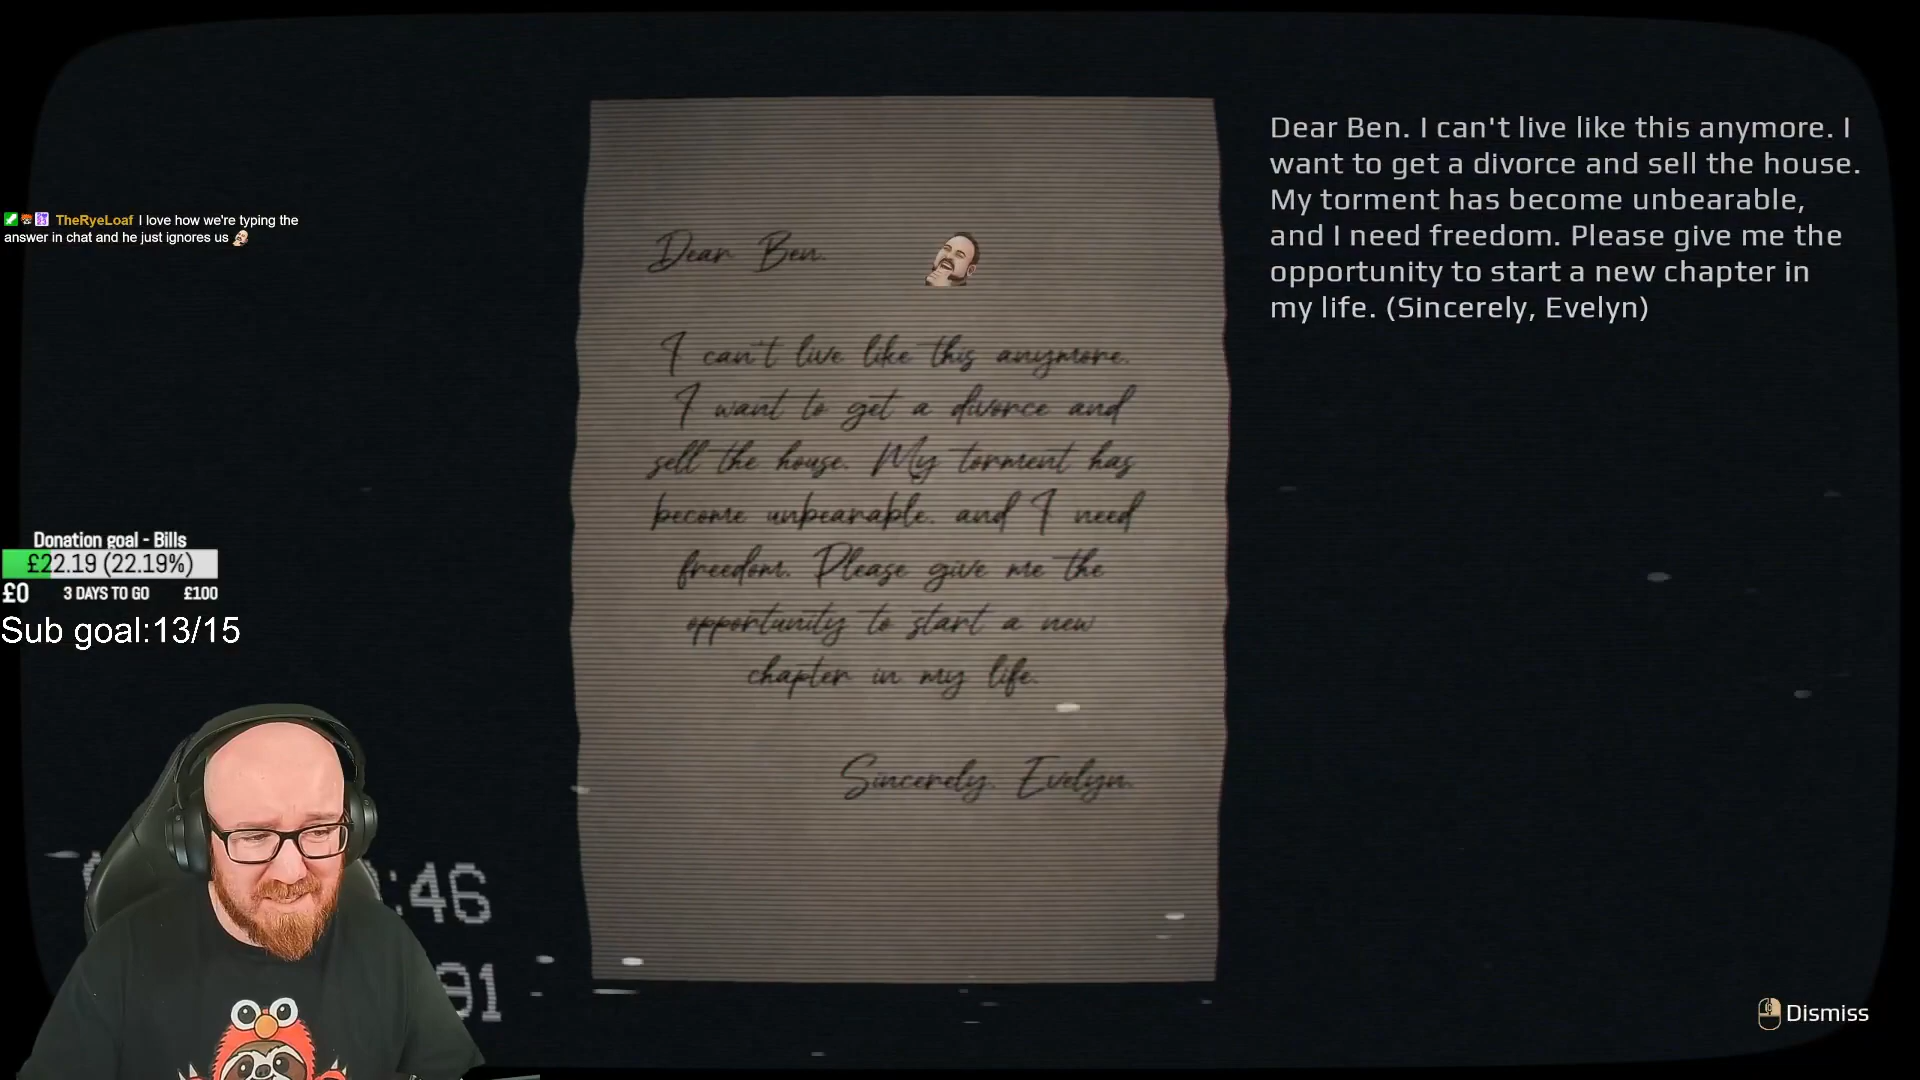 Dear Ben. I can't live like this anymore. I
want to get a divorce and sell the house.
My torment has become unbearable,
and I need freedom. Please give me the
opportunity to start a new chapter in
my life. (Sincerely, Evelyn)
TheRyeLoaf I love how we're typing the
answer in chat and he just ignores us
Dear Ben.
I can't live like this anymore.
I want to get a divorce and
sell the house. My torment has
become unbearable. and I need
freedom. Please give me the
opportunity to start a new
chapter in my life.
Sincerely. Evelyn.
Donation goal - Bills
£22.19 (22.19%)
£0 3 DAYS TO GO £100
Sub goal:13/15
:46
91
Dismiss